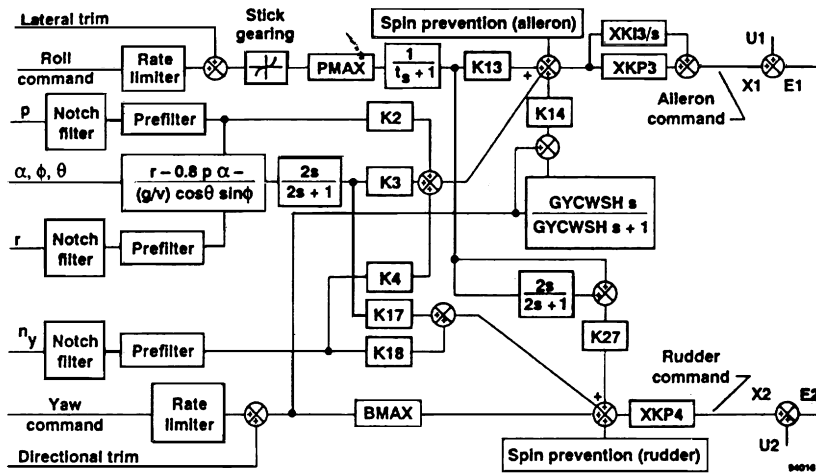 Lateral trim
Stick
gearing
Spin prevention (aileron)
XKI3/s
U1
Roll
command
Rate
limiter
PMAX
1
ts + 1
K13
+
XKP3
X1
E1
Aileron
command
p
Notch
filter
Prefilter
K2
K14
α, ϕ, θ
r – 0.8 p α –
(g/v) cosθ sinϕ
2s
2s + 1
K3
GYCWSH s
GYCWSH s + 1
r
Notch
filter
Prefilter
K4
2s
2s + 1
K17
K27
ny
Notch
filter
Prefilter
K18
Rudder
command
X2
E2
Yaw
command
Rate
limiter
BMAX
+
XKP4
U2
Directional trim
Spin prevention (rudder)